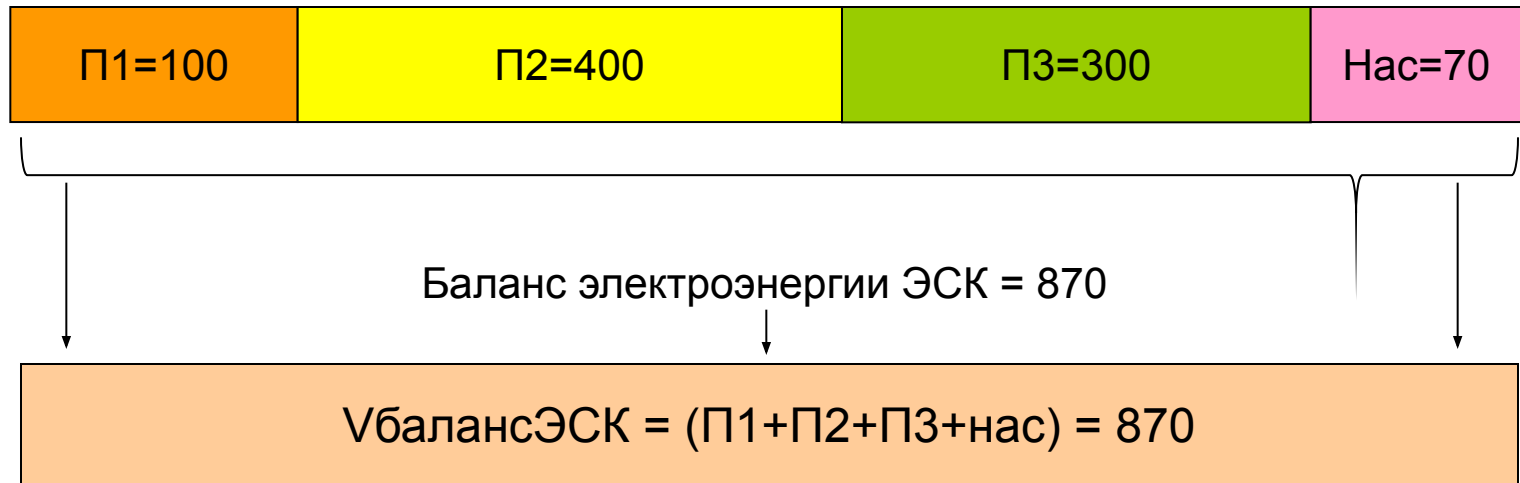 П1=100 П2=400 П3=300 Нас=70
Баланс электроэнергии ЭСК = 870
VбалансЭСК = (П1+П2+П3+нас) = 870